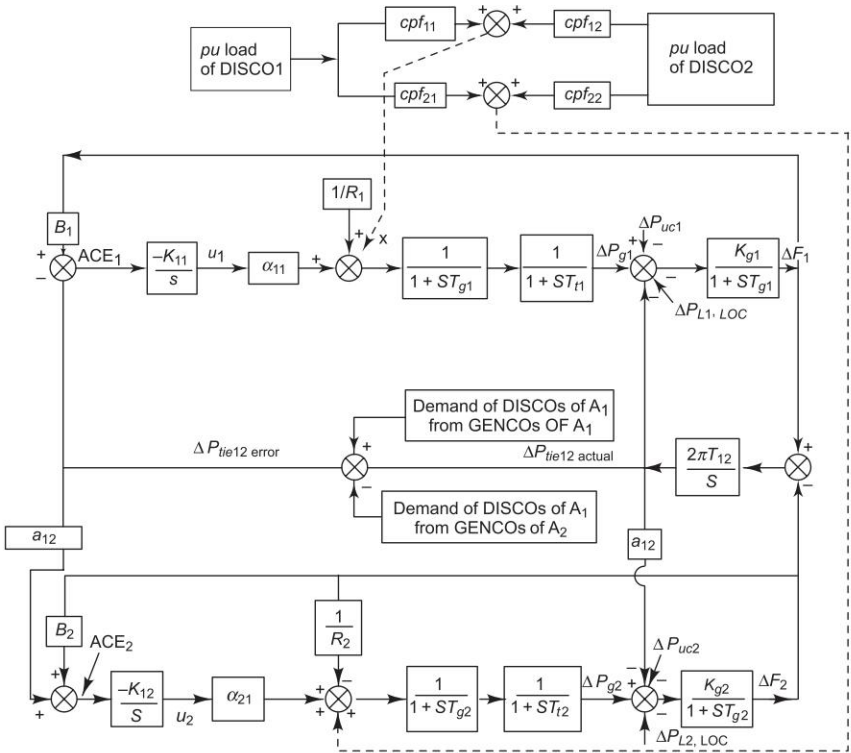 pu load
of DISCO1
cpf11
+
+
cpf12
pu load
of DISCO2
cpf21
+
+
cpf22
1/R1
B1
+
−
ACE1
−K11
s
u1
α11
+
+
x
1
1 + STg1
1
1 + STt1
ΔPg1
ΔPuc1
+
−
−
−
ΔPL1, LOC
Kg1
1 + STg1
ΔF1
Demand of DISCOs of A1
from GENCOs OF A1
ΔPtie12 error
+
−
ΔPtie12 actual
2πT12
S
+
−
Demand of DISCOs of A1
from GENCOs of A2
a12
a12
B2
1
R2
ACE2
+
+
−K12
S
u2
α21
+
−
+
1
1 + STg2
1
1 + STt2
ΔPg2
ΔPuc2
−
−
+
−
ΔPL2, LOC
Kg2
1 + STg2
ΔF2